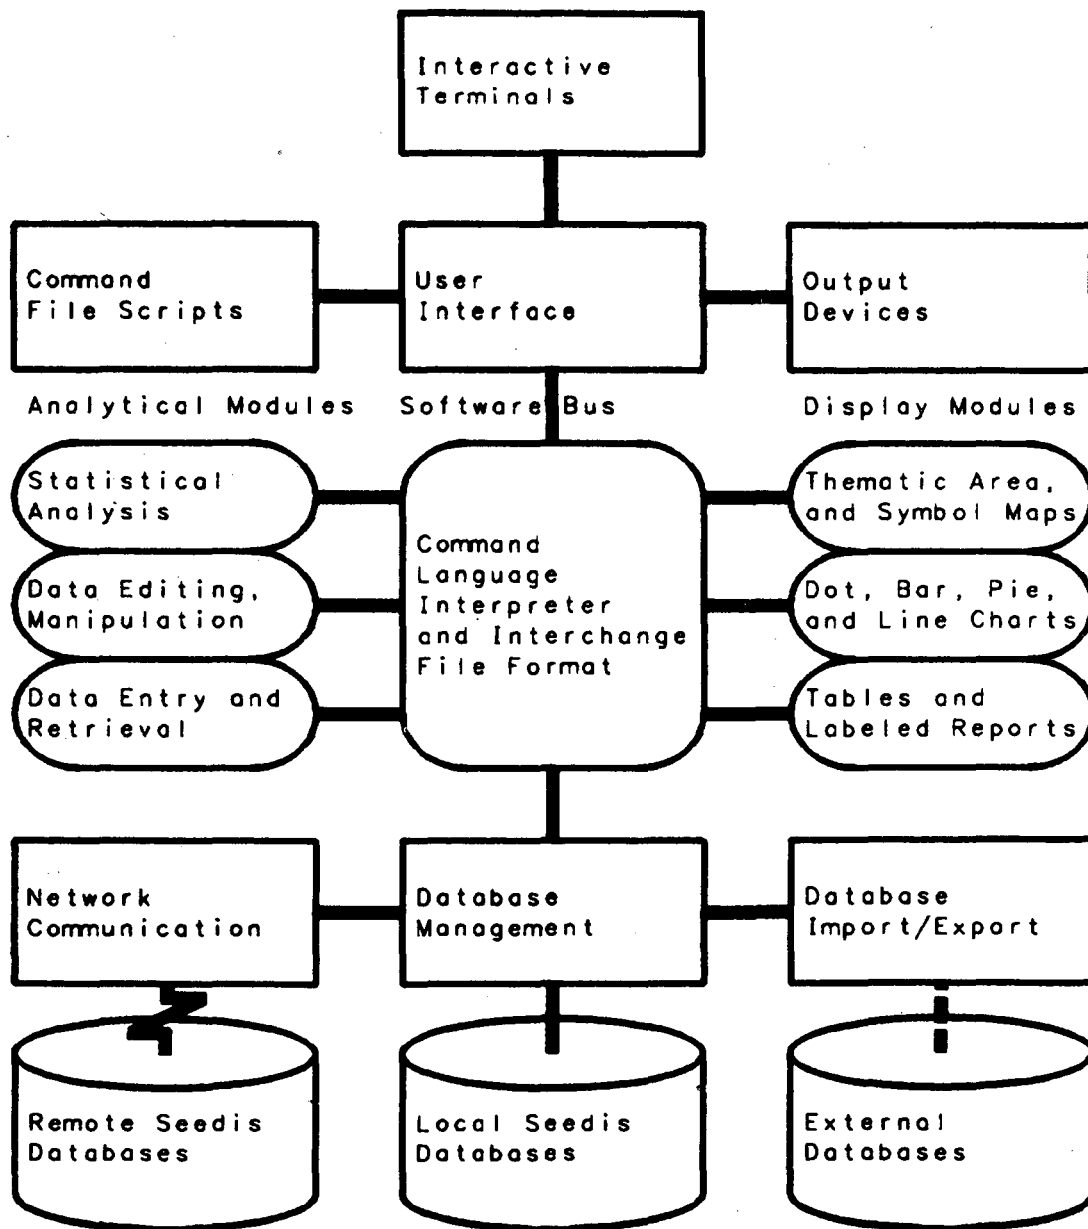 Interactive
Terminals
Command
File Scripts
User
Interface
Output
Devices
Analytical Modules
Software Bus
Display Modules
Statistical
Analysis
Data Editing,
Manipulation
Data Entry and
Retrieval
Command
Language
Interpreter
and Interchange
File Format
Thematic Area,
and Symbol Maps
Dot, Bar, Pie,
and Line Charts
Tables and
Labeled Reports
Network
Communication
Database
Management
Database
Import/Export
Remote Seedis
Databases
Local Seedis
Databases
External
Databases